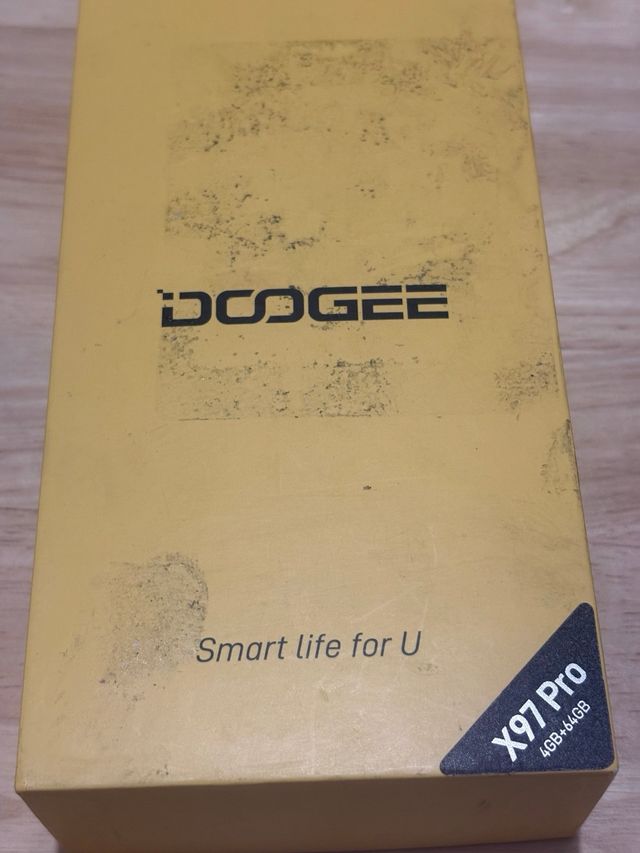 DOOGEE
Smart life for U
X97 Pro
4GB+64GB